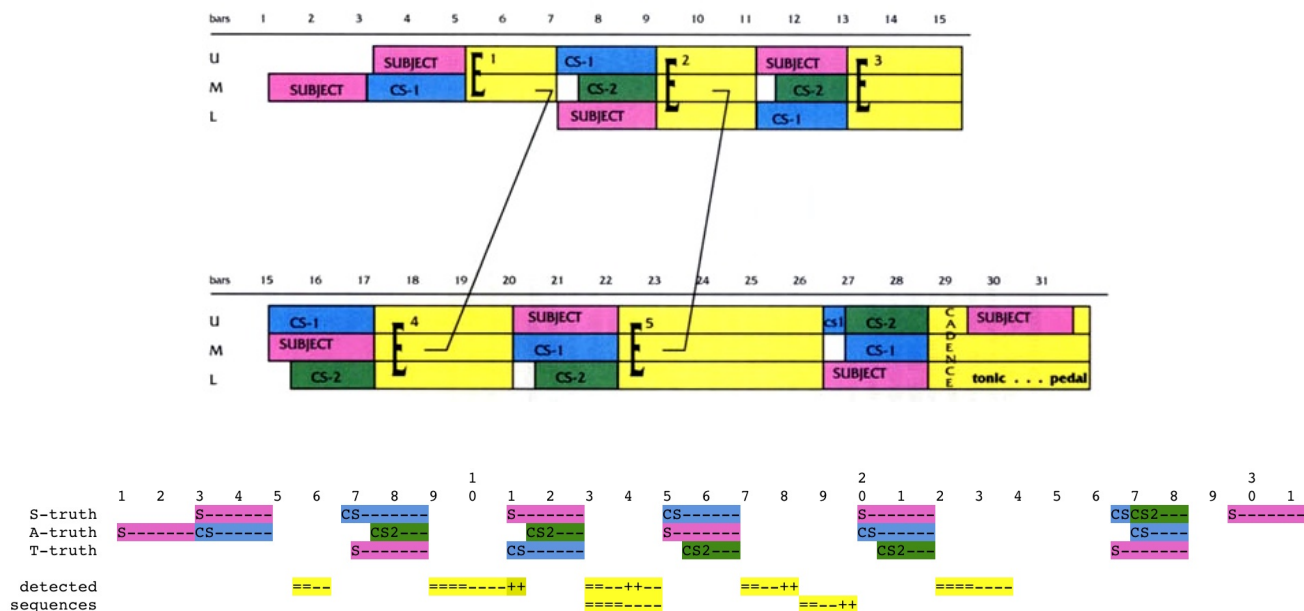 bars 1 2 3 4 5 6 7 8 9 10 11 12 13 14 15
U SUBJECT E 1 CS-1 E 2 SUBJECT E 3
M SUBJECT CS-1 CS-2 CS-2
L SUBJECT CS-1
bars 15 16 17 18 19 20 21 22 23 24 25 26 27 28 29 30 31
U CS-1 E 4 SUBJECT E 5 cs1 CS-2 CADENCE SUBJECT
M SUBJECT CS-1 CS-1
L CS-2 CS-2 SUBJECT tonic . . . pedal
1 2 3
1 2 3 4 5 6 7 8 9 0 1 2 3 4 5 6 7 8 9 0 1 2 3 4 5 6 7 8 9 0 1
S-truth S------- CS------- S------- CS------ S------- CSCS2--- S-------
A-truth S-------CS------ CS2--- CS2--- S------- CS------ CS----
T-truth S------- CS------ CS2--- CS2--- S-------
detected ==-- ====----++ ==--++-- ==--++ ====----
sequences ====---- ==--++